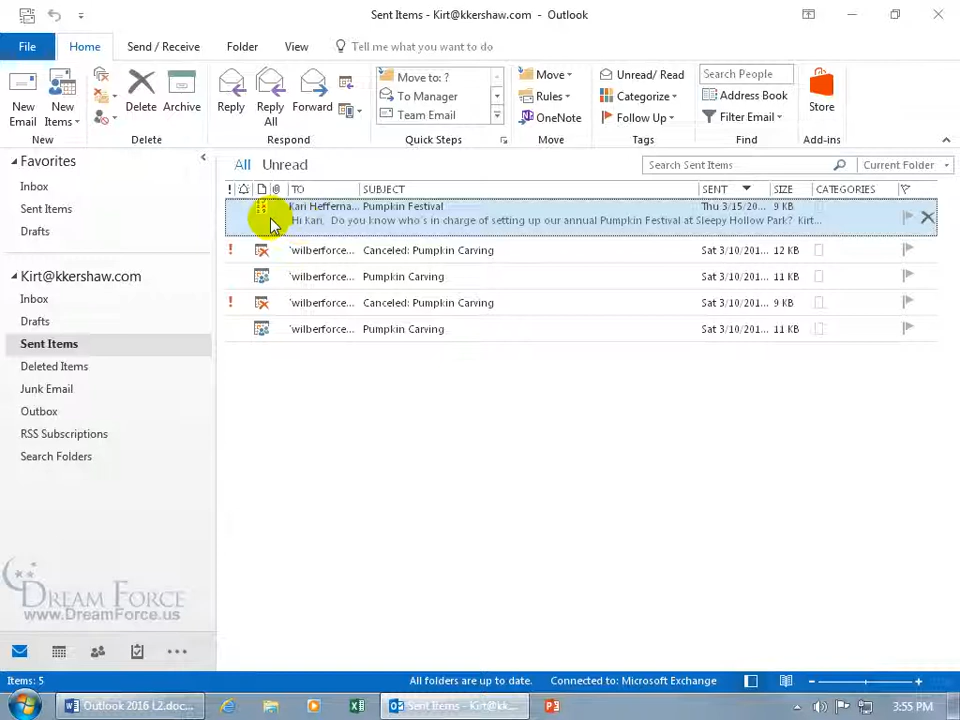 Sent Items - Kirt@kkershaw.com - Outlook
File Home Send / Receive Folder View Tell me what you want to do
New Email
New Items
Delete
Archive
Reply
Reply All
Forward
Move to: ?
To Manager
Team Email
Move
Rules
OneNote
Unread/ Read
Categorize
Follow Up
Search People
Address Book
Filter Email
Store
New Delete Respond Quick Steps Move Tags Find Add-ins
Favorites
Inbox
Sent Items
Drafts
Kirt@kkershaw.com
Inbox
Drafts
Sent Items
Deleted Items
Junk Email
Outbox
RSS Subscriptions
Search Folders
All Unread
Search Sent Items Current Folder
! TO SUBJECT SENT SIZE CATEGORIES
Kari Hefferna... Pumpkin Festival Thu 3/15/20... 9 KB
Hi Kari, Do you know who's in charge of setting up our annual Pumpkin Festival at Sleepy Hollow Park? Kirt...
! 'wilberforce... Canceled: Pumpkin Carving Sat 3/10/201... 12 KB
'wilberforce... Pumpkin Carving Sat 3/10/201... 11 KB
! 'wilberforce... Canceled: Pumpkin Carving Sat 3/10/201... 9 KB
'wilberforce... Pumpkin Carving Sat 3/10/201... 11 KB
DREAM FORCE
www.DreamForce.us
Items: 5 All folders are up to date. Connected to: Microsoft Exchange
Outlook 2016 L2.doc... Sent Items - Kirt@kk... 3:55 PM